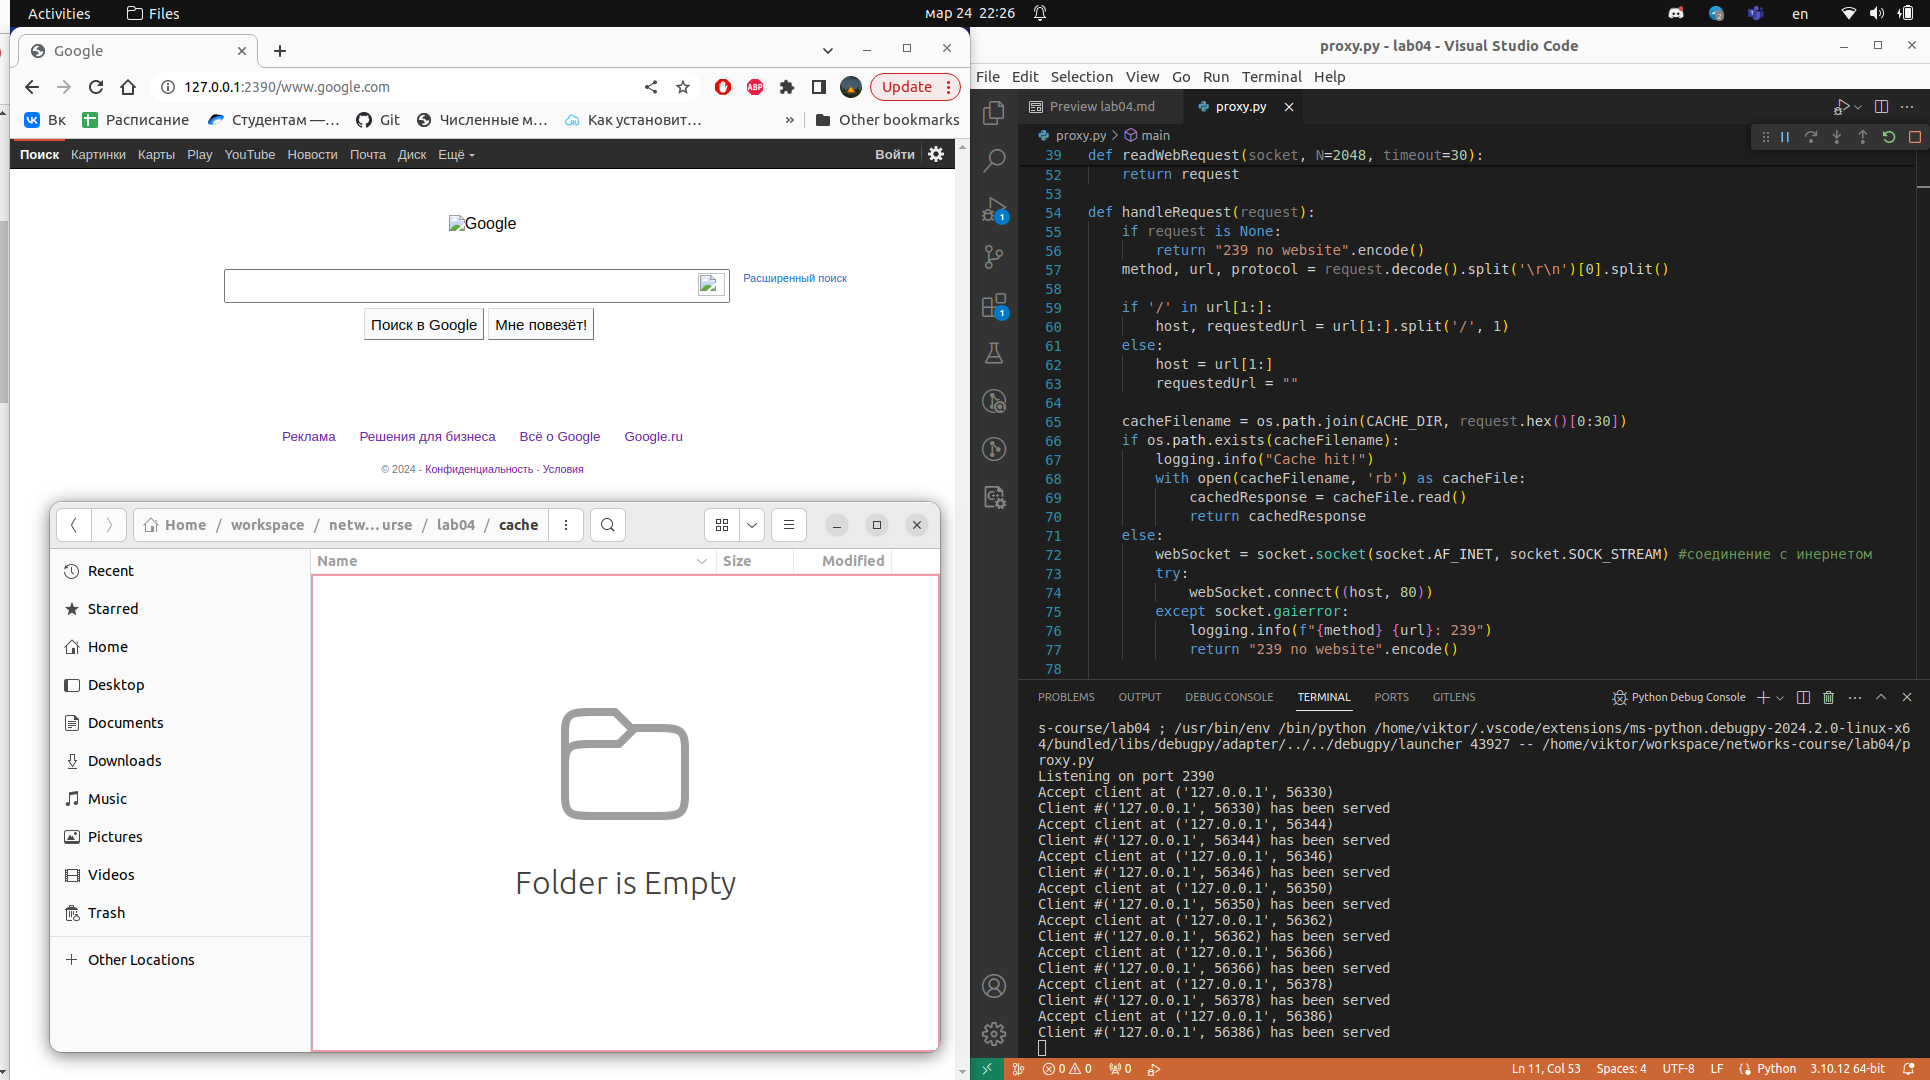 Activities
Files
мар 24 22:26
en
Google
127.0.0.1:2390/www.google.com
ABP
Update
Вк
Расписание
Студентам —...
Git
Численные м...
Как установит...
»
Other bookmarks
Поиск Картинки Карты Play YouTube Новости Почта Диск Ещё
Войти
Google
Расширенный поиск
Поиск в Google
Мне повезёт!
Реклама Решения для бизнеса Всё о Google Google.ru
© 2024 - Конфиденциальность - Условия
Home / workspace / netw...urse / lab04 / cache
Name Size Modified
Recent
Starred
Home
Desktop
Documents
Downloads
Music
Pictures
Videos
Trash
+ Other Locations
Folder is Empty
proxy.py - lab04 - Visual Studio Code
File Edit Selection View Go Run Terminal Help
Preview lab04.md
proxy.py
proxy.py > main
1
1
39 def readWebRequest(socket, N=2048, timeout=30):
52 return request
53
54 def handleRequest(request):
55 if request is None:
56 return "239 no website".encode()
57 method, url, protocol = request.decode().split('\r\n')[0].split()
58
59 if '/' in url[1:]:
60 host, requestedUrl = url[1:].split('/', 1)
61 else:
62 host = url[1:]
63 requestedUrl = ""
64
65 cacheFilename = os.path.join(CACHE_DIR, request.hex()[0:30])
66 if os.path.exists(cacheFilename):
67 logging.info("Cache hit!")
68 with open(cacheFilename, 'rb') as cacheFile:
69 cachedResponse = cacheFile.read()
70 return cachedResponse
71 else:
72 webSocket = socket.socket(socket.AF_INET, socket.SOCK_STREAM) #соединение с инернетом
73 try:
74 webSocket.connect((host, 80))
75 except socket.gaierror:
76 logging.info(f"{method} {url}: 239")
77 return "239 no website".encode()
78
PROBLEMS OUTPUT DEBUG CONSOLE TERMINAL PORTS GITLENS
Python Debug Console
s-course/lab04 ; /usr/bin/env /bin/python /home/viktor/.vscode/extensions/ms-python.debugpy-2024.2.0-linux-x6
4/bundled/libs/debugpy/adapter/../../debugpy/launcher 43927 -- /home/viktor/workspace/networks-course/lab04/p
roxy.py
Listening on port 2390
Accept client at ('127.0.0.1', 56330)
Client #('127.0.0.1', 56330) has been served
Accept client at ('127.0.0.1', 56344)
Client #('127.0.0.1', 56344) has been served
Accept client at ('127.0.0.1', 56346)
Client #('127.0.0.1', 56346) has been served
Accept client at ('127.0.0.1', 56350)
Client #('127.0.0.1', 56350) has been served
Accept client at ('127.0.0.1', 56362)
Client #('127.0.0.1', 56362) has been served
Accept client at ('127.0.0.1', 56366)
Client #('127.0.0.1', 56366) has been served
Accept client at ('127.0.0.1', 56378)
Client #('127.0.0.1', 56378) has been served
Accept client at ('127.0.0.1', 56386)
Client #('127.0.0.1', 56386) has been served
0 0 0
Ln 11, Col 53 Spaces: 4 UTF-8 LF Python 3.10.12 64-bit